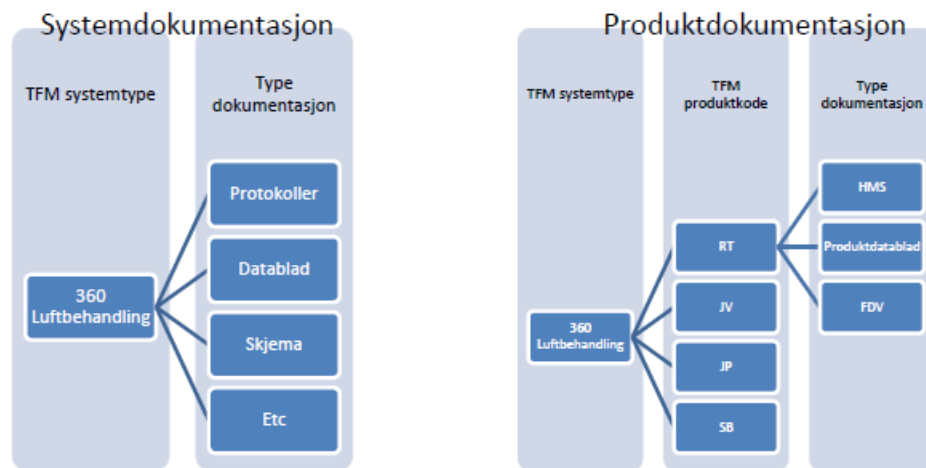 Systemdokumentasjon
TFM systemtype
Type
dokumentasjon
Protokoller
Datablad
360
Luftbehandling
Skjema
Etc
Produktdokumentasjon
TFM systemtype
TFM
produktkode
Type
dokumentasjon
HMS
RT
Produktdatablad
JV
FDV
360
Luftbehandling
JP
SB